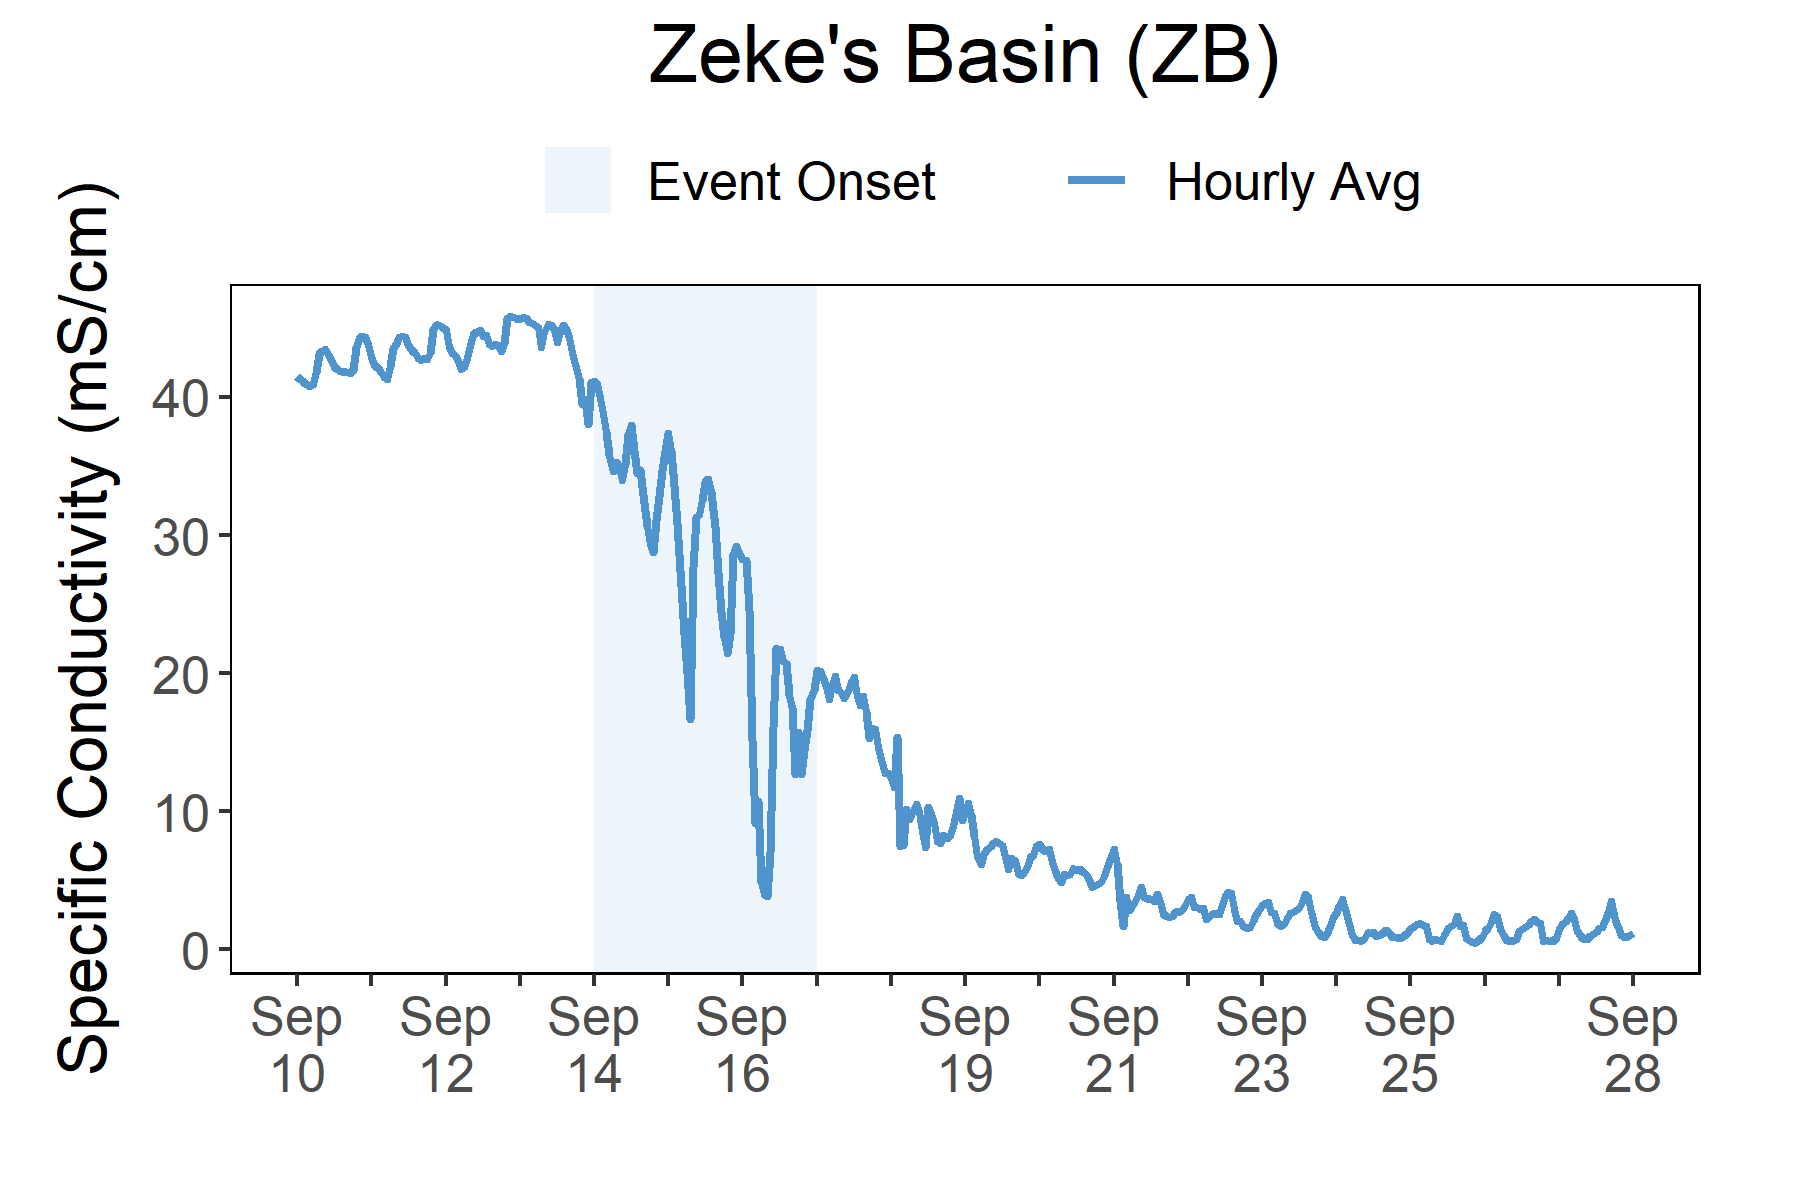 Zeke's Basin (ZB)
Event Onset
Hourly Avg
Specific Conductivity (mS/cm)
40
30
20
10
0
Sep
10
Sep
12
Sep
14
Sep
16
Sep
19
Sep
21
Sep
23
Sep
25
Sep
28